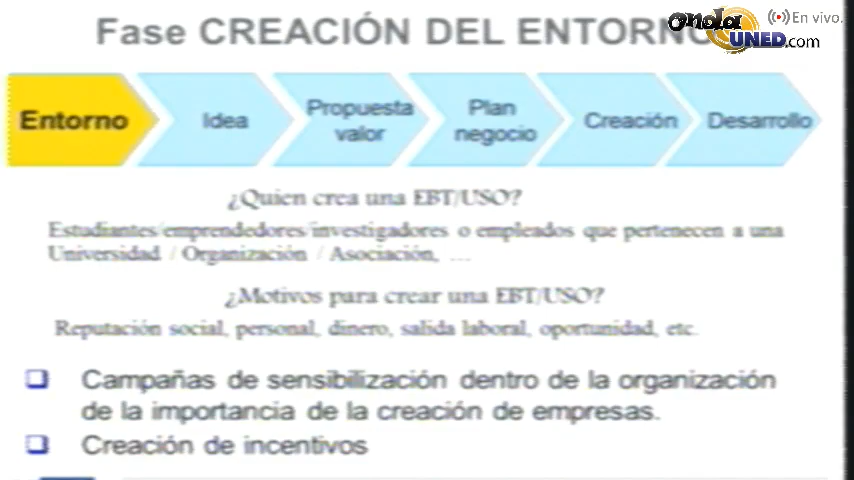 Fase CREACIÓN DEL ENTORNO
onda
UNED.com
En vivo.
Entorno
Idea
Propuesta
valor
Plan
negocio
Creación
Desarrollo
¿Quien crea una EBT/USO?
Estudiantes/emprendedores/investigadores o empleados que pertenecen a una
Universidad / Organización / Asociación, ...
¿Motivos para crear una EBT/USO?
Reputación social, personal, dinero, salida laboral, oportunidad, etc.
Campañas de sensibilización dentro de la organización
de la importancia de la creación de empresas.
Creación de incentivos